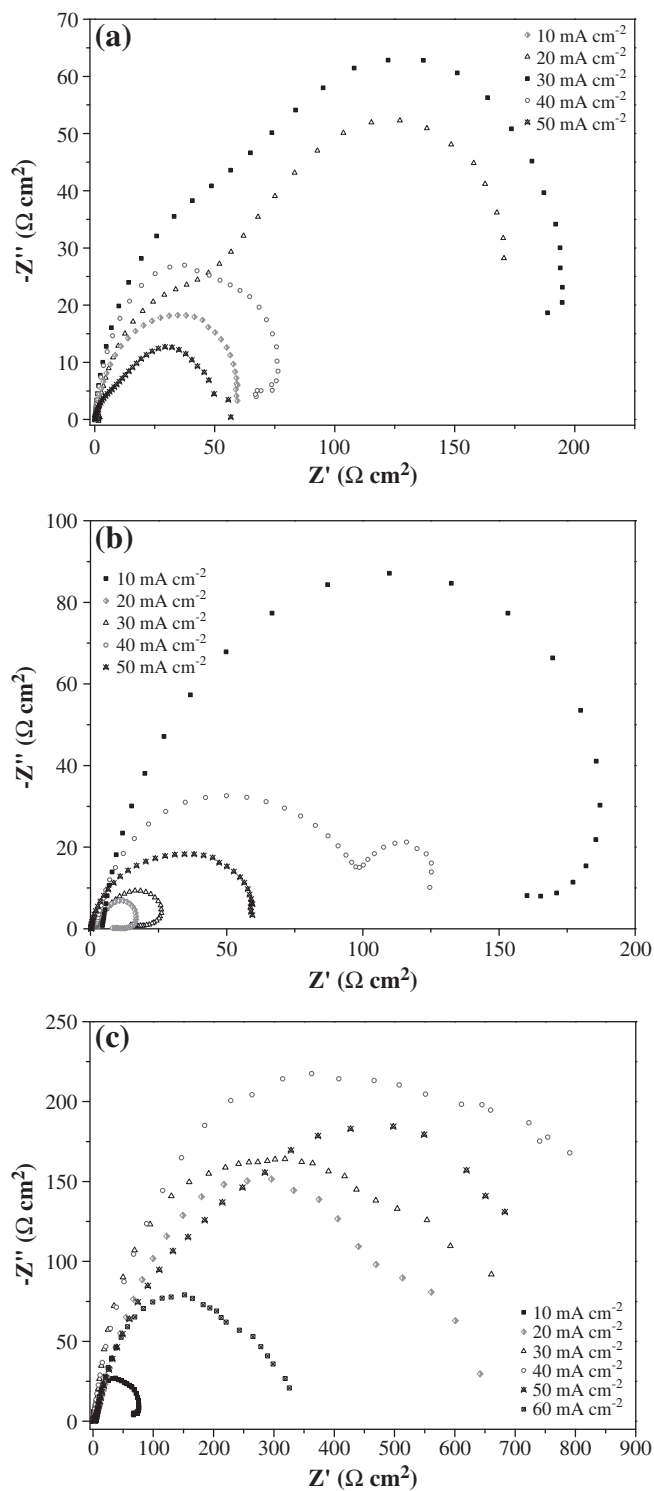 (a)
70
60
50
40
30
20
10
0
-Z'' (Ω cm²)
10 mA cm⁻²
20 mA cm⁻²
30 mA cm⁻²
40 mA cm⁻²
50 mA cm⁻²
0 50 100 150 200
Z' (Ω cm²)
(b)
100
80
60
40
20
0
-Z'' (Ω cm²)
10 mA cm⁻²
20 mA cm⁻²
30 mA cm⁻²
40 mA cm⁻²
50 mA cm⁻²
0 50 100 150 200
Z' (Ω cm²)
(c)
250
200
150
100
50
0
-Z'' (Ω cm²)
10 mA cm⁻²
20 mA cm⁻²
30 mA cm⁻²
40 mA cm⁻²
50 mA cm⁻²
60 mA cm⁻²
0 100 200 300 400 500 600 700 800 900
Z' (Ω cm²)